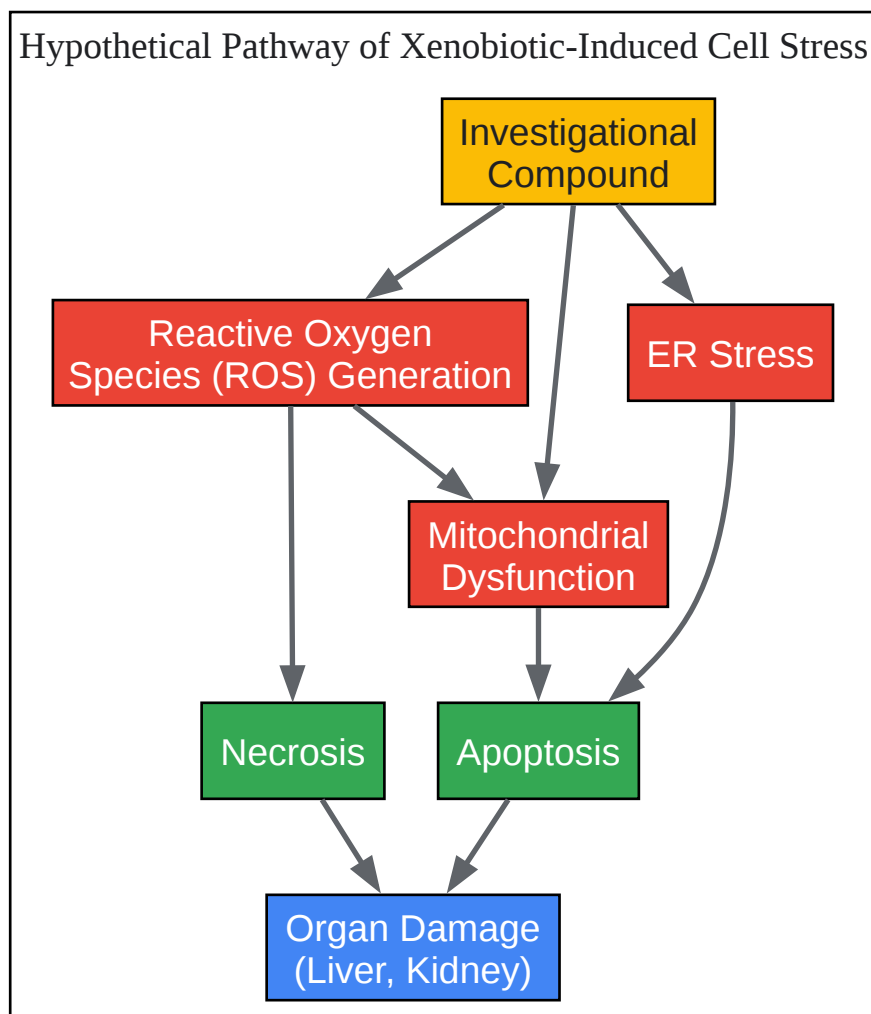 Hypothetical Pathway of Xenobiotic-Induced Cell Stress
Investigational
Compound
Reactive Oxygen
Species (ROS) Generation
ER Stress
Mitochondrial
Dysfunction
Necrosis
Apoptosis
Organ Damage
(Liver, Kidney)